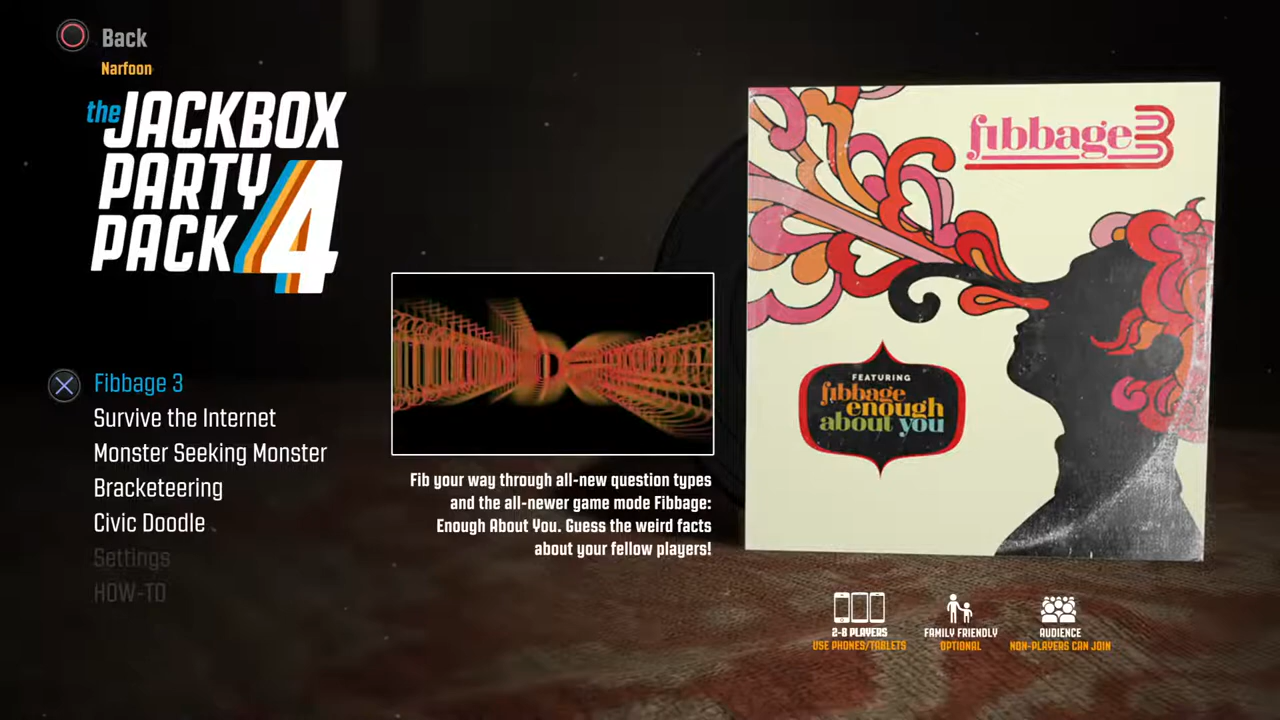 Back
Narfoon
the JACKBOX
PARTY
PACK 4
Fibbage 3
Survive the Internet
Monster Seeking Monster
Bracketeering
Civic Doodle
Settings
HOW-TO
Fib your way through all-new question types
and the all-newer game mode Fibbage:
Enough About You. Guess the weird facts
about your fellow players!
fibbage 3
FEATURING
fibbage
enough
about you
2-8 PLAYERS
USE PHONES/TABLETS
FAMILY FRIENDLY
OPTIONAL
AUDIENCE
NON-PLAYERS CAN JOIN